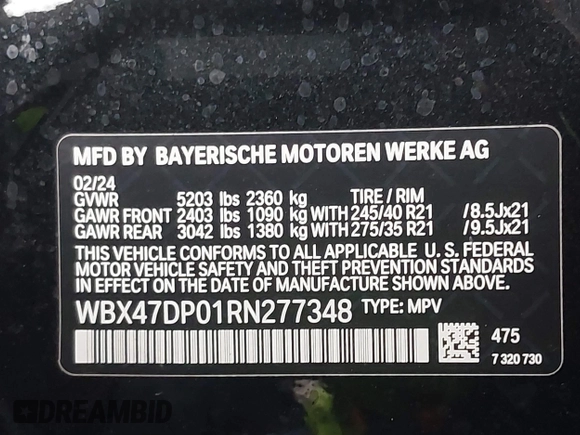 MFD BY BAYERISCHE MOTOREN WERKE AG
02/24
GVWR 5203 lbs 2360 kg TIRE / RIM
GAWR FRONT 2403 lbs 1090 kg WITH 245/40 R21 /8.5Jx21
GAWR REAR 3042 lbs 1380 kg WITH 275/35 R21 /9.5Jx21
THIS VEHICLE CONFORMS TO ALL APPLICABLE U. S. FEDERAL
MOTOR VEHICLE SAFETY AND THEFT PREVENTION STANDARDS
IN EFFECT ON THE DATE OF MANUFACTURE SHOWN ABOVE.
WBX47DP01RN277348 TYPE: MPV
475
7 320 730
DREAMBID